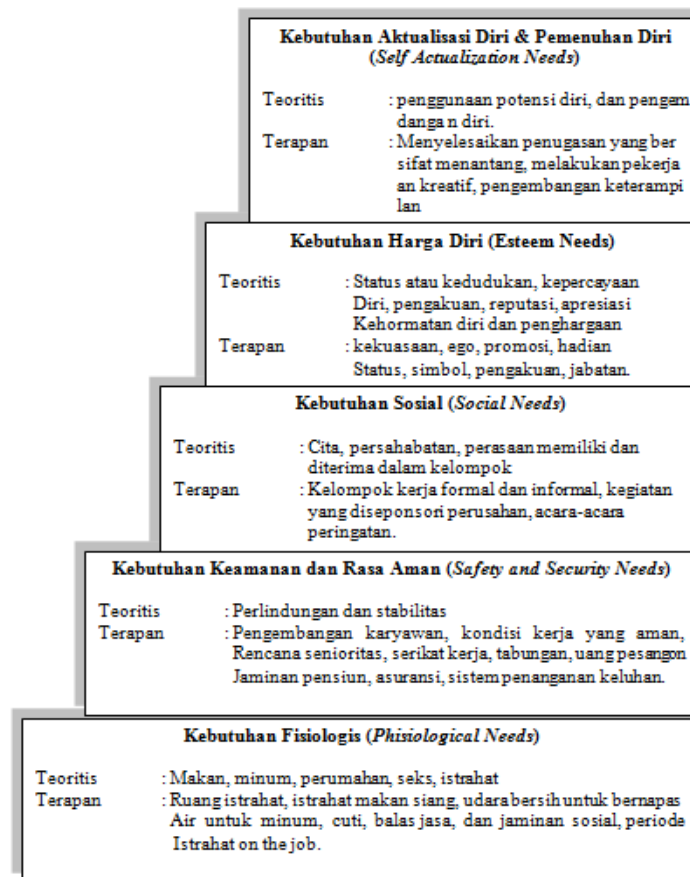 Kebutuhan Aktualisasi Diri & Pemenuhan Diri
(Self Actualization Needs)
Teoritis : penggunaan potensi diri, dan pengem
dangan diri.
Terapan : Menyelesaikan penugasan yang ber
sifat menantang, melakukan pekerja
an kreatif, pengembangan keterampi
lan
Kebutuhan Harga Diri (Esteem Needs)
Teoritis : Status atau kedudukan, kepercayaan
Diri, pengakuan, reputasi, apresiasi
Kehormatan diri dan penghargaan
Terapan : kekuasaan, ego, promosi, hadian
Status, simbol, pengakuan, jabatan.
Kebutuhan Sosial (Social Needs)
Teoritis : Cita, persahabatan, perasaan memiliki dan
diterima dalam kelompok
Terapan : Kelompok kerja formal dan informal, kegiatan
yang diseponsori perusahan, acara-acara
peringatan.
Kebutuhan Keamanan dan Rasa Aman (Safety and Security Needs)
Teoritis : Perlindungan dan stabilitas
Terapan : Pengembangan karyawan, kondisi kerja yang aman,
Rencana senioritas, serikat kerja, tabungan, uang pesangon
Jaminan pensiun, asuransi, sistem penanganan keluhan.
Kebutuhan Fisiologis (Phisiological Needs)
Teoritis : Makan, minum, perumahan, seks, istrahat
Terapan : Ruang istrahat, istrahat makan siang, udara bersih untuk bernapas
Air untuk minum, cuti, balas jasa, dan jaminan sosial, periode
Istrahat on the job.